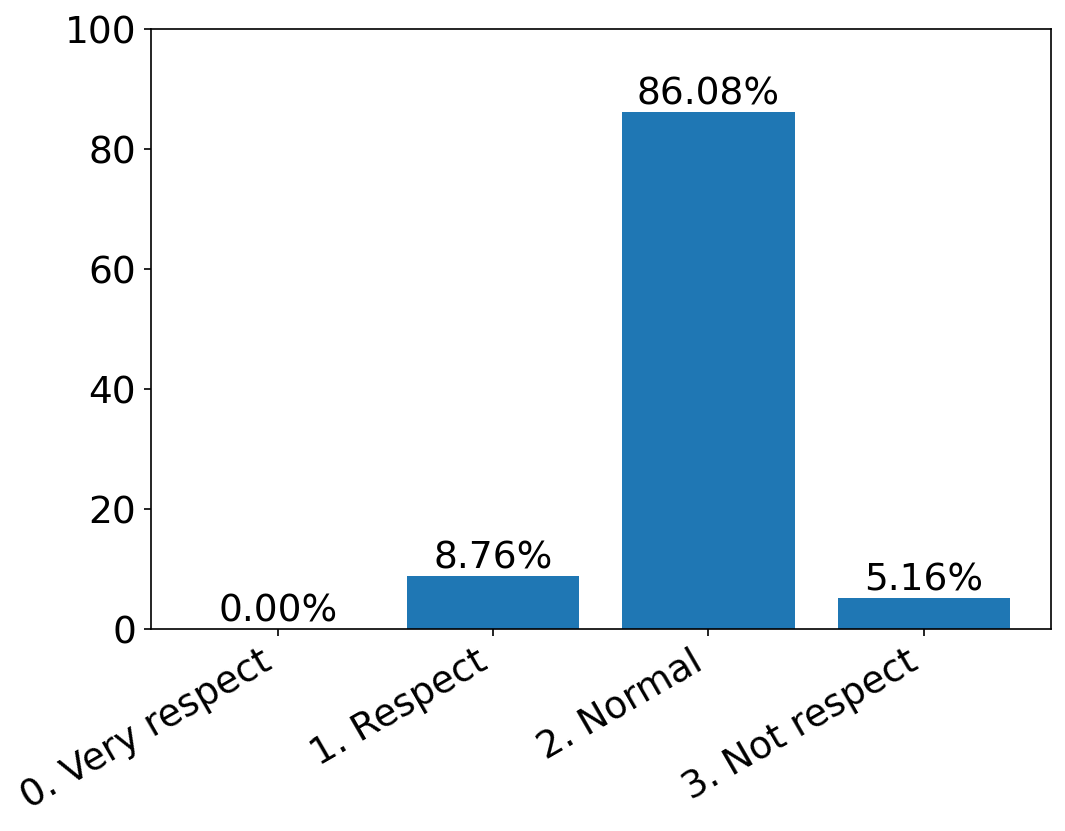 100
80
60
40
20
0
0.00%
8.76%
86.08%
5.16%
0. Very respect
1. Respect
2. Normal
3. Not respect